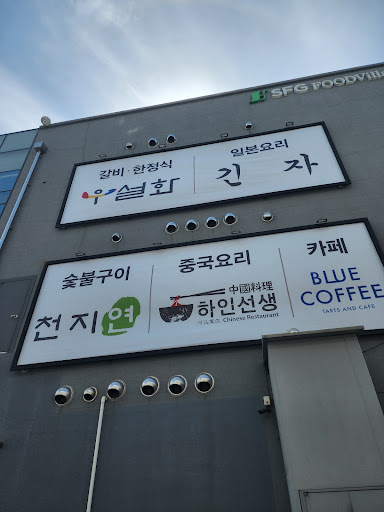 SFG FOODVill
갈비·한정식
우설화
일본요리
긴자
숯불구이
천지연
중국요리
中國料理
하인선생
Chinese Restaurant
카페
BLUE
COFFEE
TARTS AND CAFE